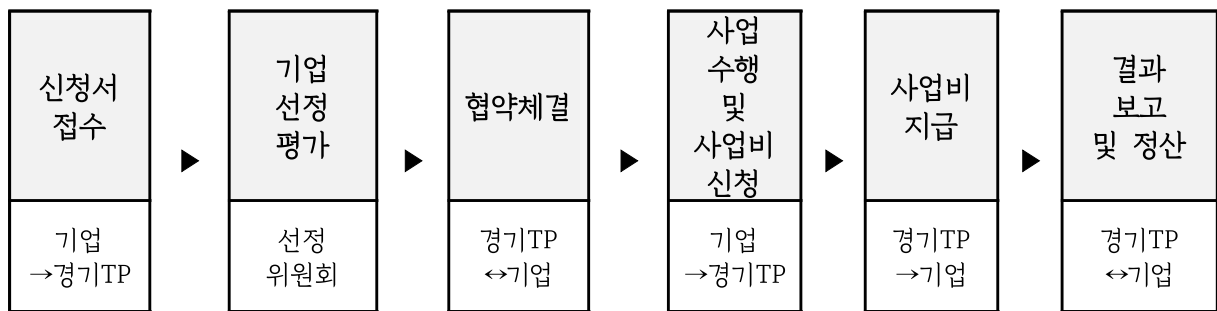 신청서
접수
기업
→경기TP
▶
기업
선정
평가
선정
위원회
▶
협약체결
경기TP
↔기업
▶
사업
수행
및
사업비
신청
기업
→경기TP
▶
사업비
지급
경기TP
→기업
▶
결과
보고
및 정산
경기TP
↔기업